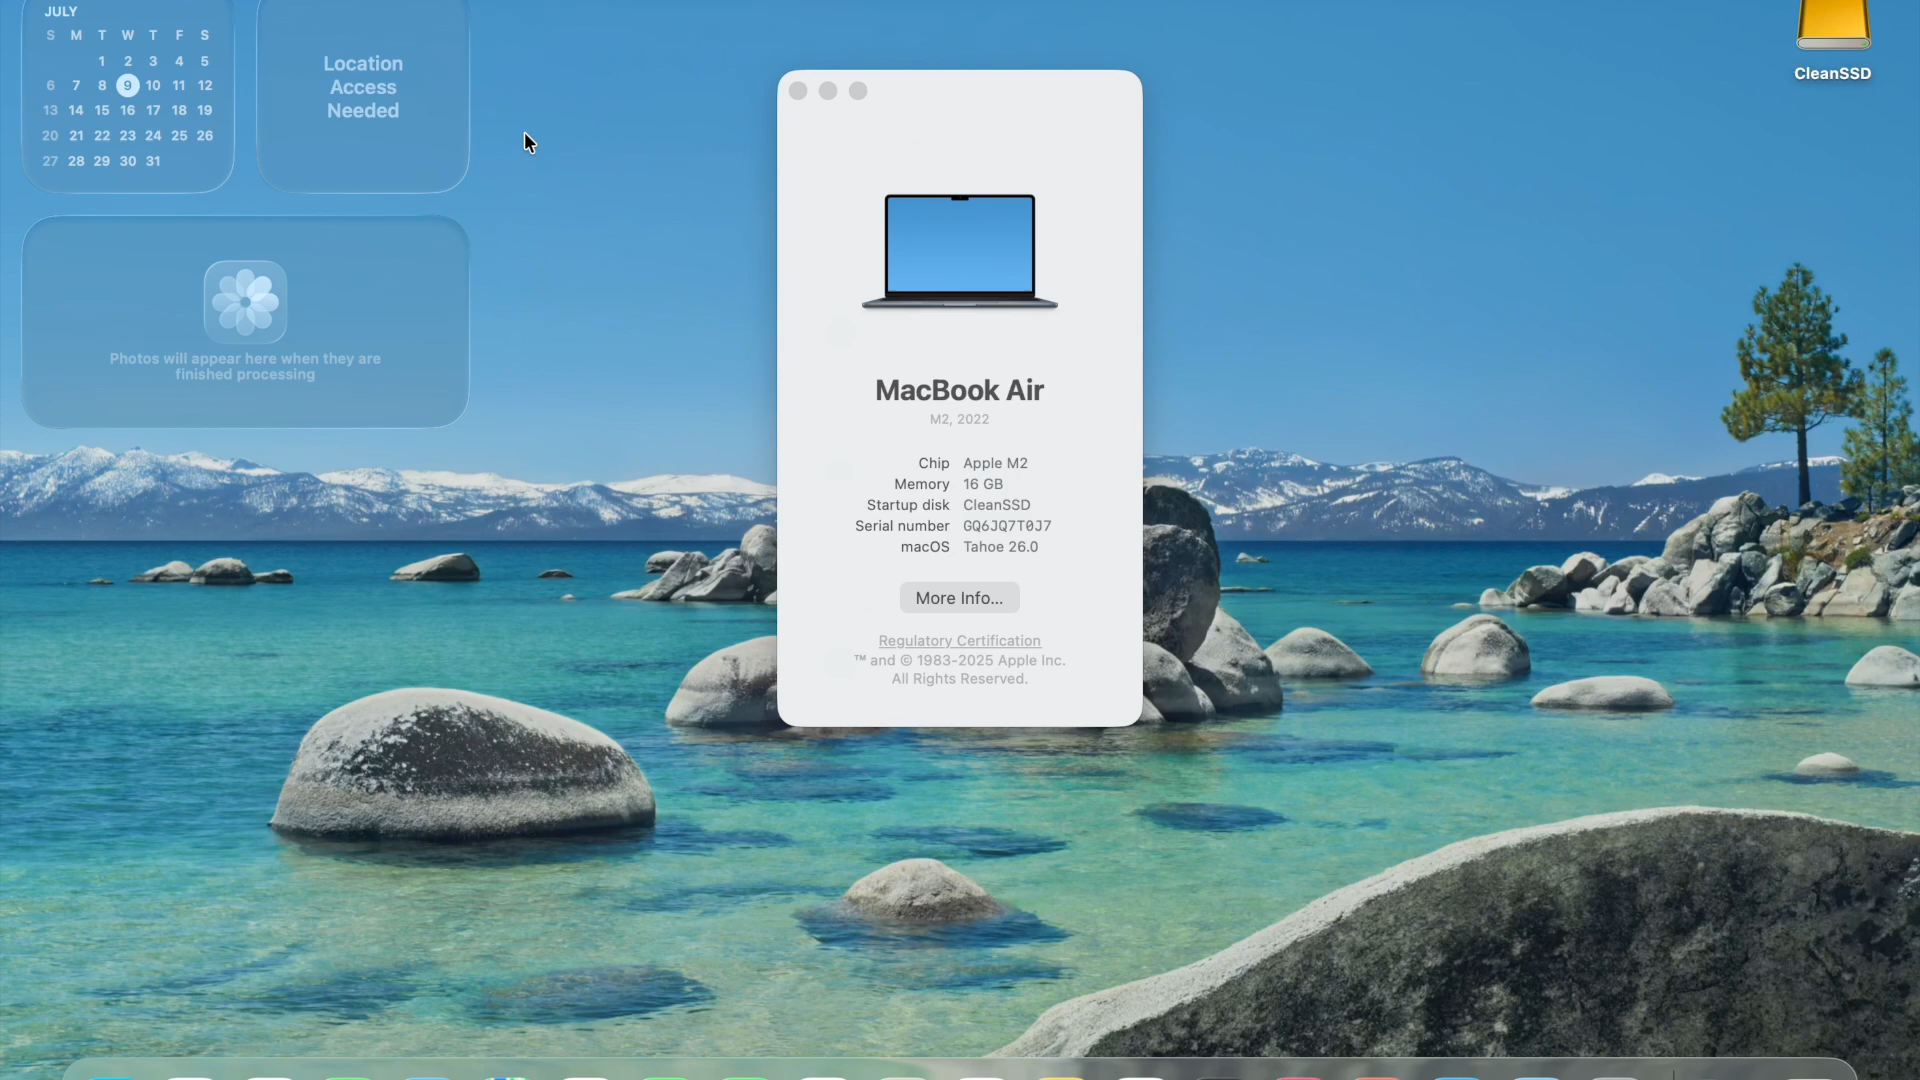 JULY
S M T W T F S
1 2 3 4 5
6 7 8 9 10 11 12
13 14 15 16 17 18 19
20 21 22 23 24 25 26
27 28 29 30 31
Location
Access
Needed
Photos will appear here when they are
finished processing
CleanSSD
MacBook Air
M2, 2022
Chip Apple M2
Memory 16 GB
Startup disk CleanSSD
Serial number GQ6JQ7T0J7
macOS Tahoe 26.0
More Info...
Regulatory Certification
™ and © 1983-2025 Apple Inc.
All Rights Reserved.